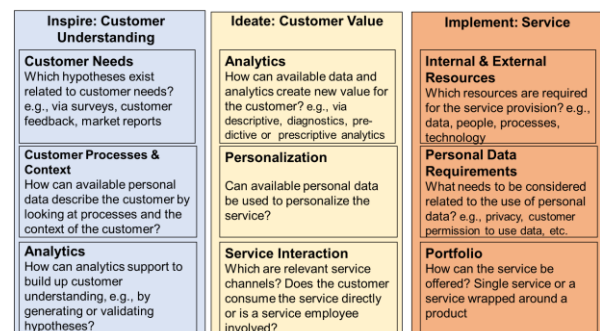 Inspire: Customer
Understanding
Customer Needs
Which hypotheses exist
related to customer needs?
e.g., via surveys, customer
feedback, market reports
Customer Processes &
Context
How can available personal
data describe the customer by
looking at processes and the
context of the customer?
Analytics
How can analytics support to
build up customer
understanding, e.g., by
generating or validating
hypotheses?
Ideate: Customer Value
Analytics
How can available data and
analytics create new value for
the customer? e.g., via
descriptive, diagnostics, pre-
dictive or prescriptive analytics
Personalization
Can available personal data
be used to personalize the
service?
Service Interaction
Which are relevant service
channels? Does the customer
consume the service directly
or is a service employee
involved?
Implement: Service
Internal & External
Resources
Which resources are required
for the service provision? e.g.,
data, people, processes,
technology
Personal Data
Requirements
What needs to be considered
related to the use of personal
data? e.g., privacy, customer
permission to use data, etc.
Portfolio
How can the service be
offered? Single service or a
service wrapped around a
product